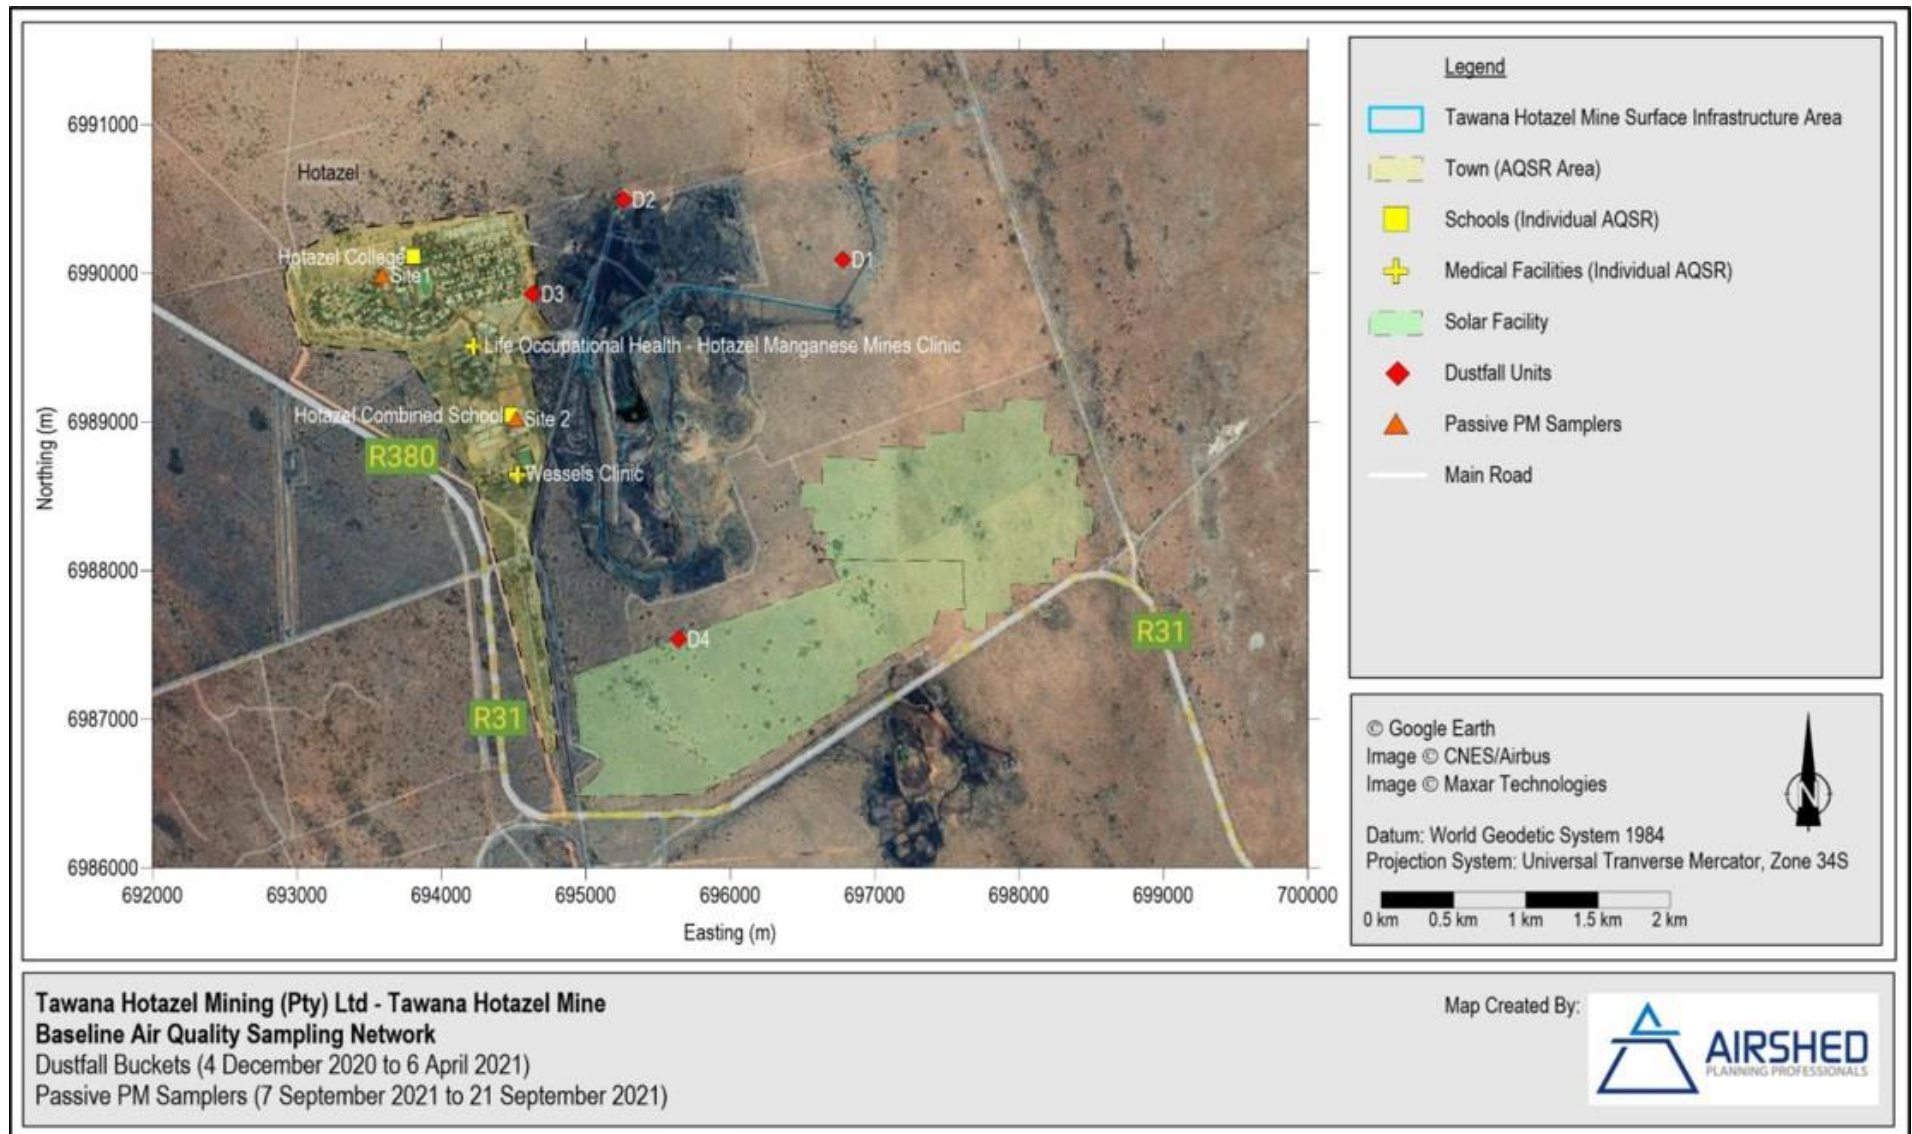 6991000
6990000
6989000
6988000
6987000
6986000
Northing (m)
692000
693000
694000
695000
696000
697000
698000
699000
700000
Easting (m)
Hotazel
D2
D1
Hotazel College
Site1
D3
Life Occupational Health - Hotazel Manganese Mines Clinic
Hotazel Combined School
Site 2
R380
Wessels Clinic
D4
R31
R31
Legend
Tawana Hotazel Mine Surface Infrastructure Area
Town (AQSR Area)
Schools (Individual AQSR)
Medical Facilities (Individual AQSR)
Solar Facility
Dustfall Units
Passive PM Samplers
Main Road
© Google Earth
Image © CNES/Airbus
Image © Maxar Technologies
N
Datum: World Geodetic System 1984
Projection System: Universal Tranverse Mercator, Zone 34S
0 km 0.5 km 1 km 1.5 km 2 km
Tawana Hotazel Mining (Pty) Ltd - Tawana Hotazel Mine
Baseline Air Quality Sampling Network
Dustfall Buckets (4 December 2020 to 6 April 2021)
Passive PM Samplers (7 September 2021 to 21 September 2021)
Map Created By:
AIRSHED
PLANNING PROFESSIONALS